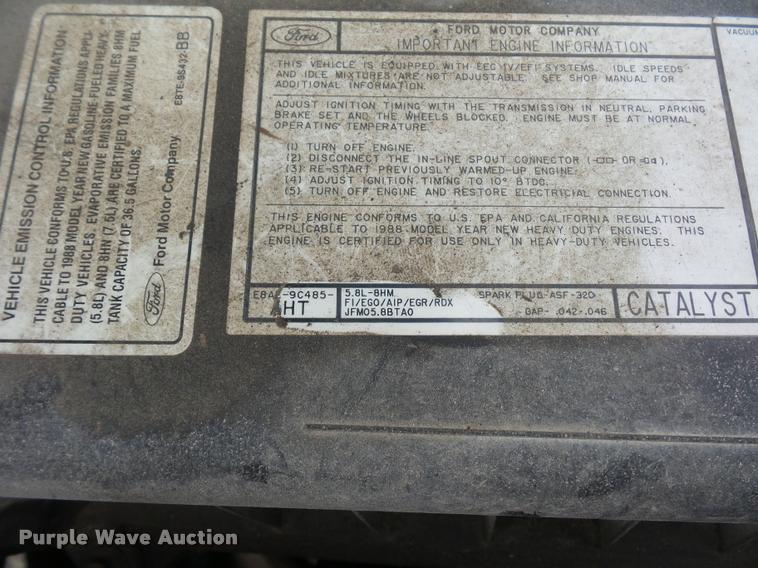 VEHICLE EMISSION CONTROL INFORMATION
THIS VEHICLE CONFORMS TO U.S. EPA REGULATIONS APPLI-
CABLE TO 1988 MODEL YEAR NEW GASOLINE FUELED HEAVY-
DUTY VEHICLES. EVAPORATIVE EMISSION FAMILIES 8HM
(5.8L) AND 8HN (7.5L) ARE CERTIFIED TO A MAXIMUM FUEL
TANK CAPACITY OF 36.5 GALLONS.
Ford Ford Motor Company E8TE-9S432-BB
Ford
FORD MOTOR COMPANY
IMPORTANT ENGINE INFORMATION
THIS VEHICLE IS EQUIPPED WITH EEC IV/EFI SYSTEMS. IDLE SPEEDS
AND IDLE MIXTURES ARE NOT ADJUSTABLE. SEE SHOP MANUAL FOR
ADDITIONAL INFORMATION.
ADJUST IGNITION TIMING WITH THE TRANSMISSION IN NEUTRAL, PARKING
BRAKE SET AND THE WHEELS BLOCKED. ENGINE MUST BE AT NORMAL
OPERATING TEMPERATURE.
(1) TURN OFF ENGINE.
(2) DISCONNECT THE IN-LINE SPOUT CONNECTOR ( OR ).
(3) RE-START PREVIOUSLY WARMED-UP ENGINE.
(4) ADJUST IGNITION TIMING TO 10° BTDC.
(5) TURN OFF ENGINE AND RESTORE ELECTRICAL CONNECTION.
THIS ENGINE CONFORMS TO U.S. EPA AND CALIFORNIA REGULATIONS
APPLICABLE TO 1988 MODEL YEAR NEW HEAVY DUTY ENGINES. THIS
ENGINE IS CERTIFIED FOR USE ONLY IN HEAVY-DUTY VEHICLES.
-9C485-
HT
5.8L-8HM
FI/EGO/AIP/EGR/RDX
JFM05.8BTA0
SPARK PLUG-ASF-32C
GAP- .042-.046
CATALYST
VACUUM
Purple Wave Auction